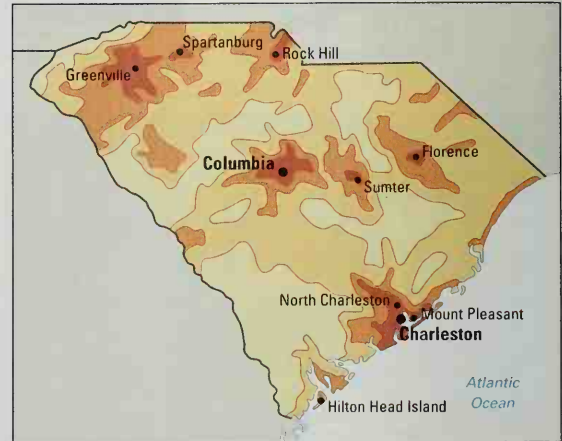 Spartanburg
Rock Hill
Greenville
Columbia
Florence
Sumter
North Charleston
Mount Pleasant
Charleston
Atlantic
Ocean
Hilton Head Island